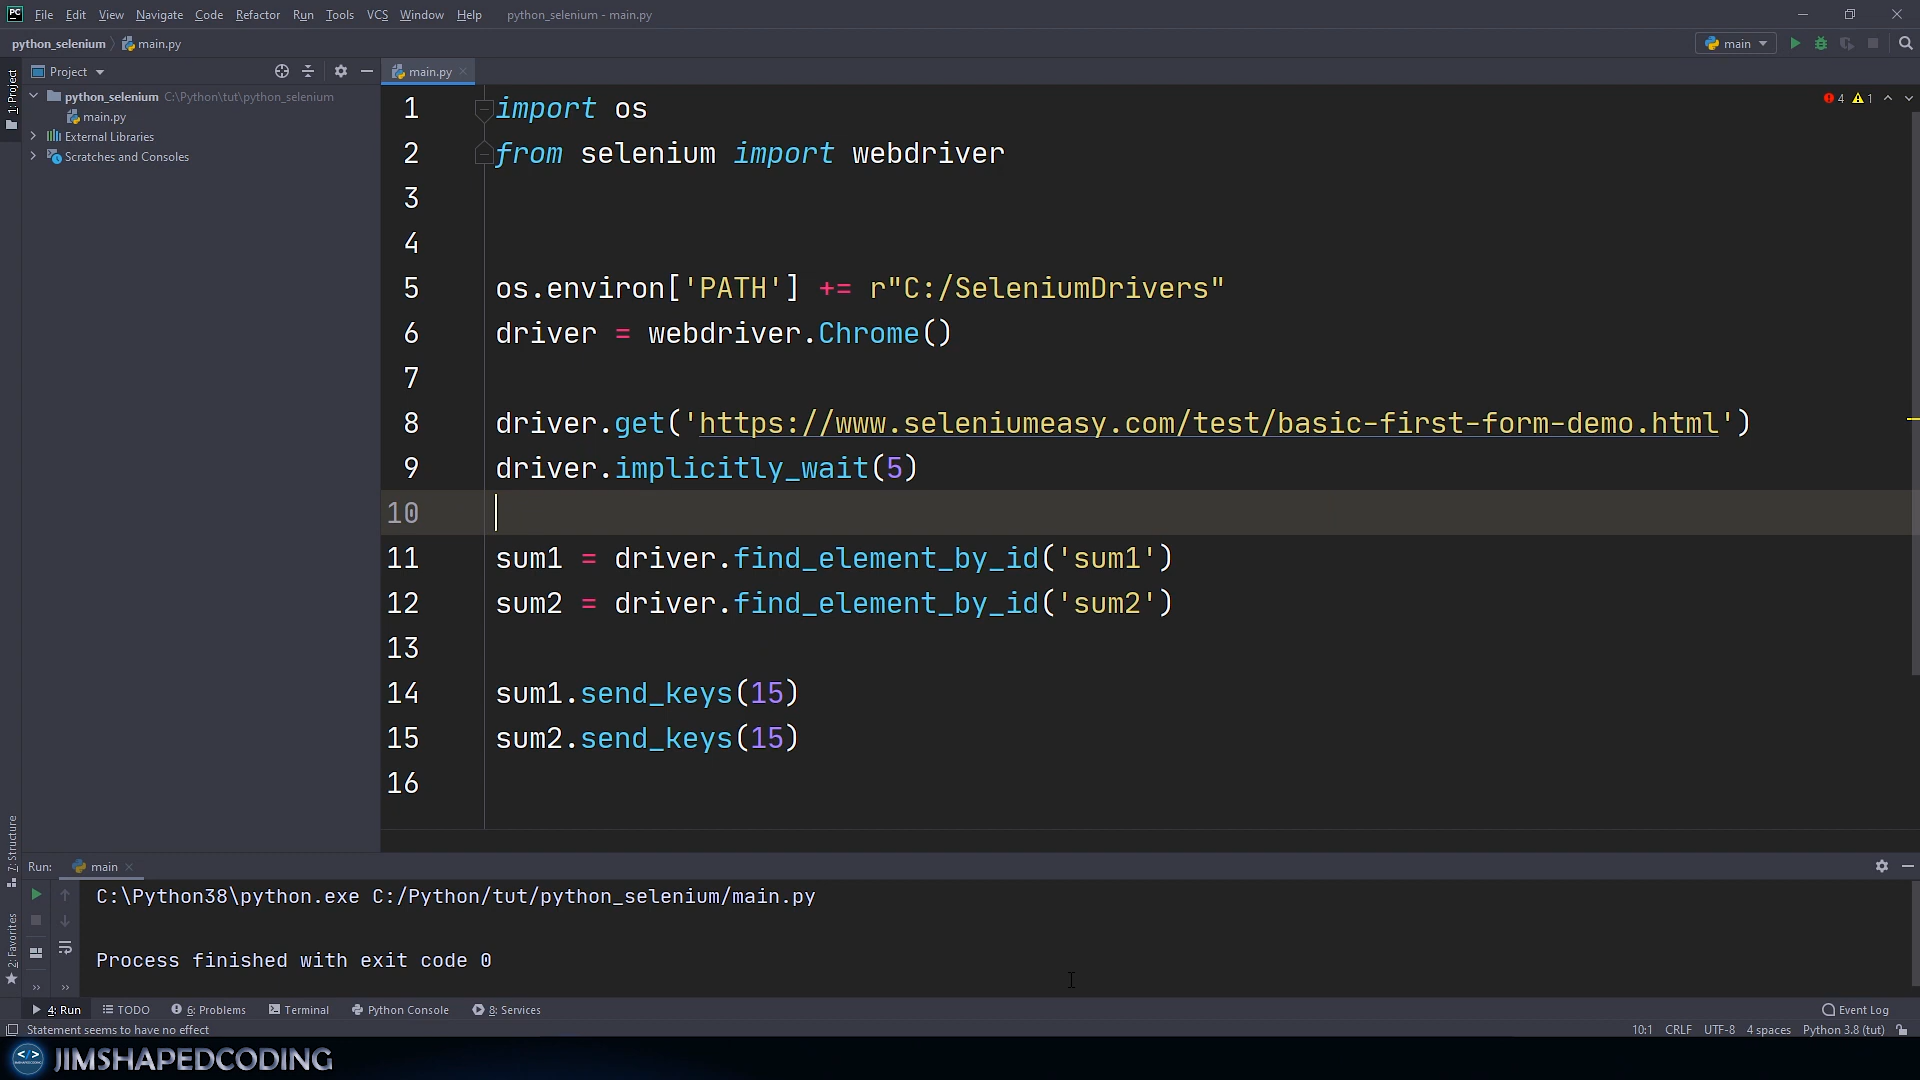 PC File Edit View Navigate Code Refactor Run Tools VCS Window Help python_selenium - main.py
python_selenium main.py main
1: Project
Project
main.py
python_selenium C:\Python\tut\python_selenium
main.py
External Libraries
Scratches and Consoles
4 1
1 import os
2 from selenium import webdriver
3
4
5 os.environ['PATH'] += r"C:/SeleniumDrivers"
6 driver = webdriver.Chrome()
7
8 driver.get('https://www.seleniumeasy.com/test/basic-first-form-demo.html')
9 driver.implicitly_wait(5)
10
11 sum1 = driver.find_element_by_id('sum1')
12 sum2 = driver.find_element_by_id('sum2')
13
14 sum1.send_keys(15)
15 sum2.send_keys(15)
16
7: Structure
2: Favorites
Run: main
C:\Python38\python.exe C:/Python/tut/python_selenium/main.py
Process finished with exit code 0
4: Run TODO 6: Problems Terminal Python Console 8: Services Event Log
Statement seems to have no effect 10:1 CRLF UTF-8 4 spaces Python 3.8 (tut)
JIMSHAPEDCODING